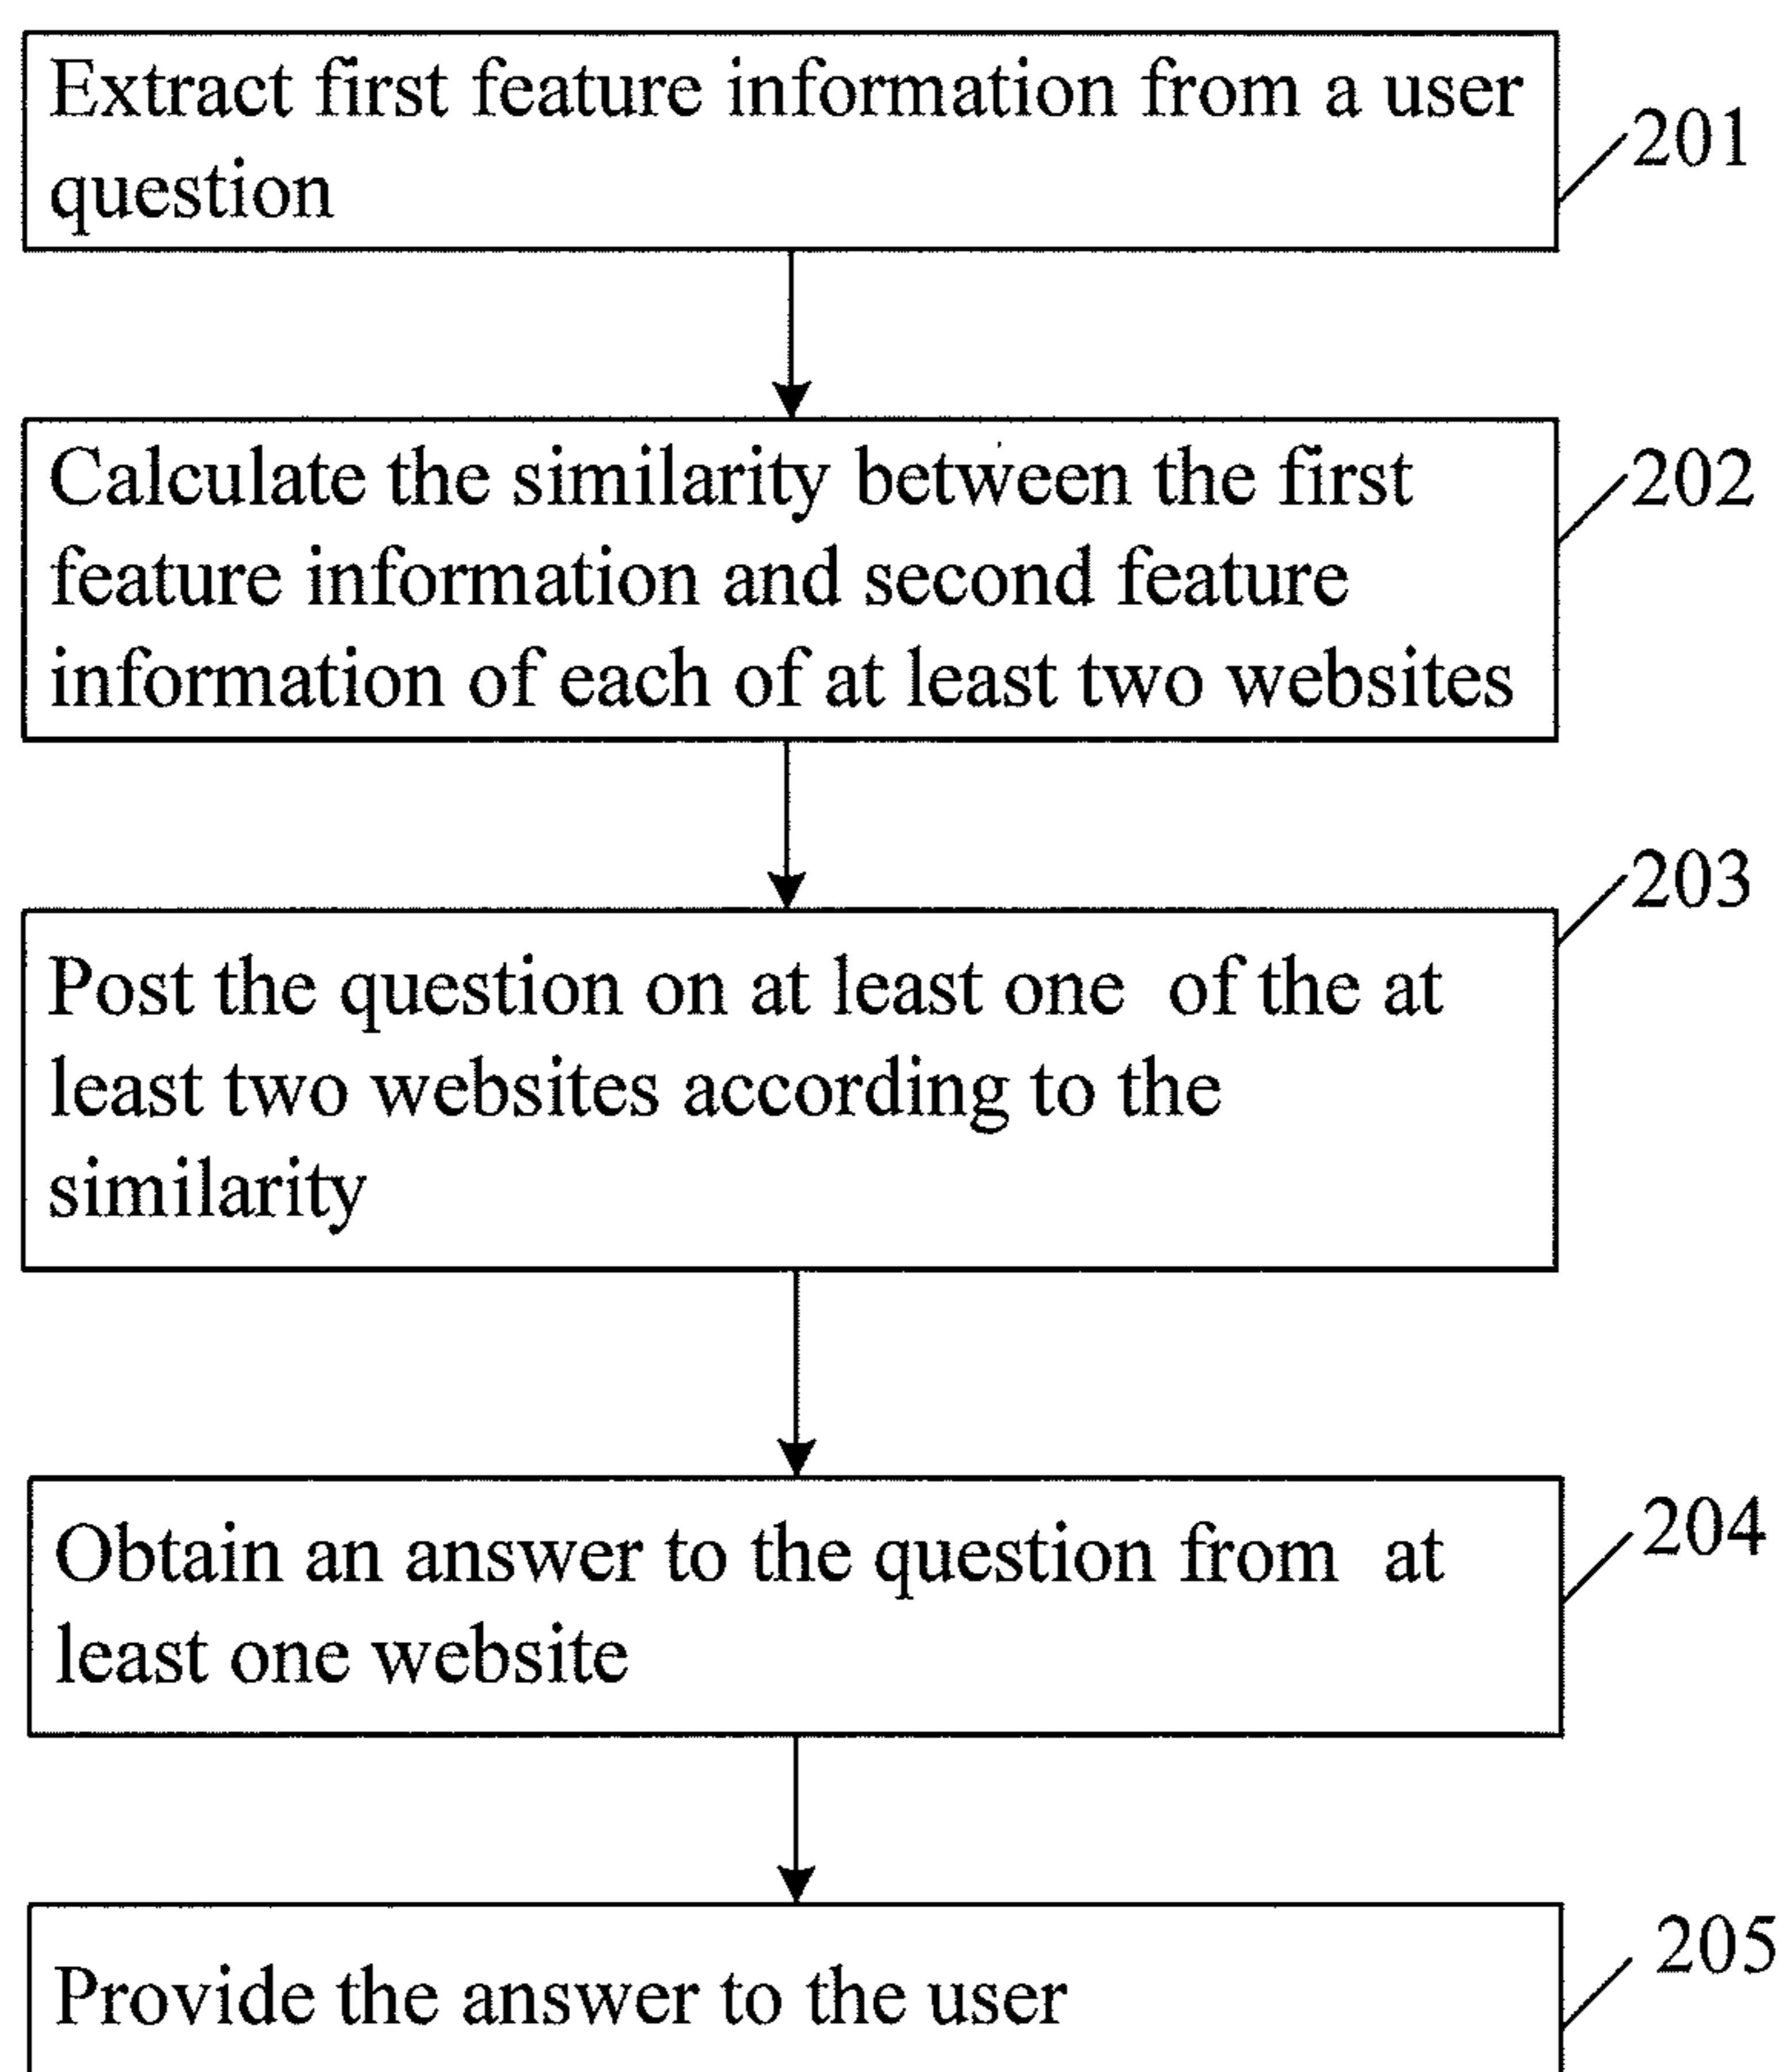 Extract first feature information from a user
question
201
Calculate the similarity between the first
feature information and second feature
information of each of at least two websites
202
203
Post the question on at least one of the at
least two websites according to the
similarity
Obtain an answer to the question from at
least one website
204
Provide the answer to the user
205